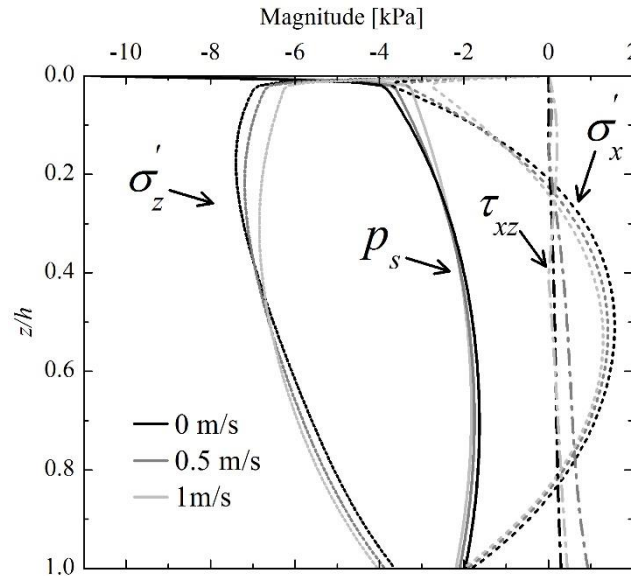 Magnitude [kPa]
-10 -8 -6 -4 -2 0 2
0.0
0.2
0.4
0.6
0.8
1.0
z/h
σ'z
ps
τxz
σ'x
0 m/s
0.5 m/s
1m/s